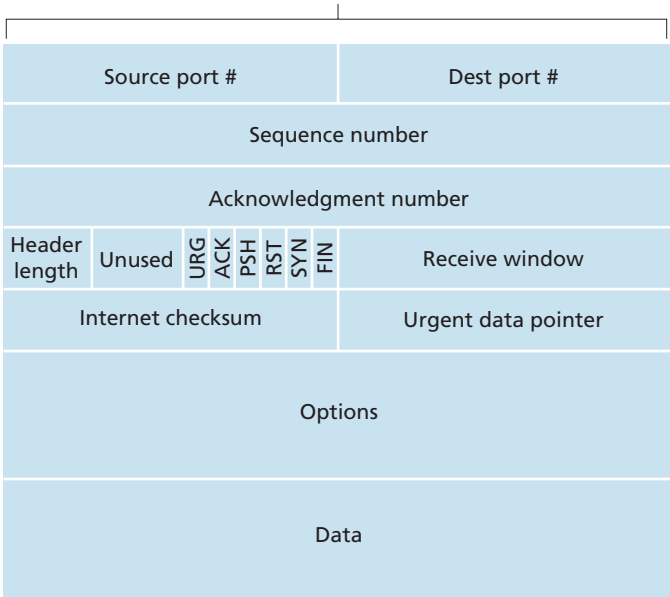 Source port #
Dest port #
Sequence number
Acknowledgment number
Header
length
Unused
URG
ACK
PSH
RST
SYN
FIN
Receive window
Internet checksum
Urgent data pointer
Options
Data